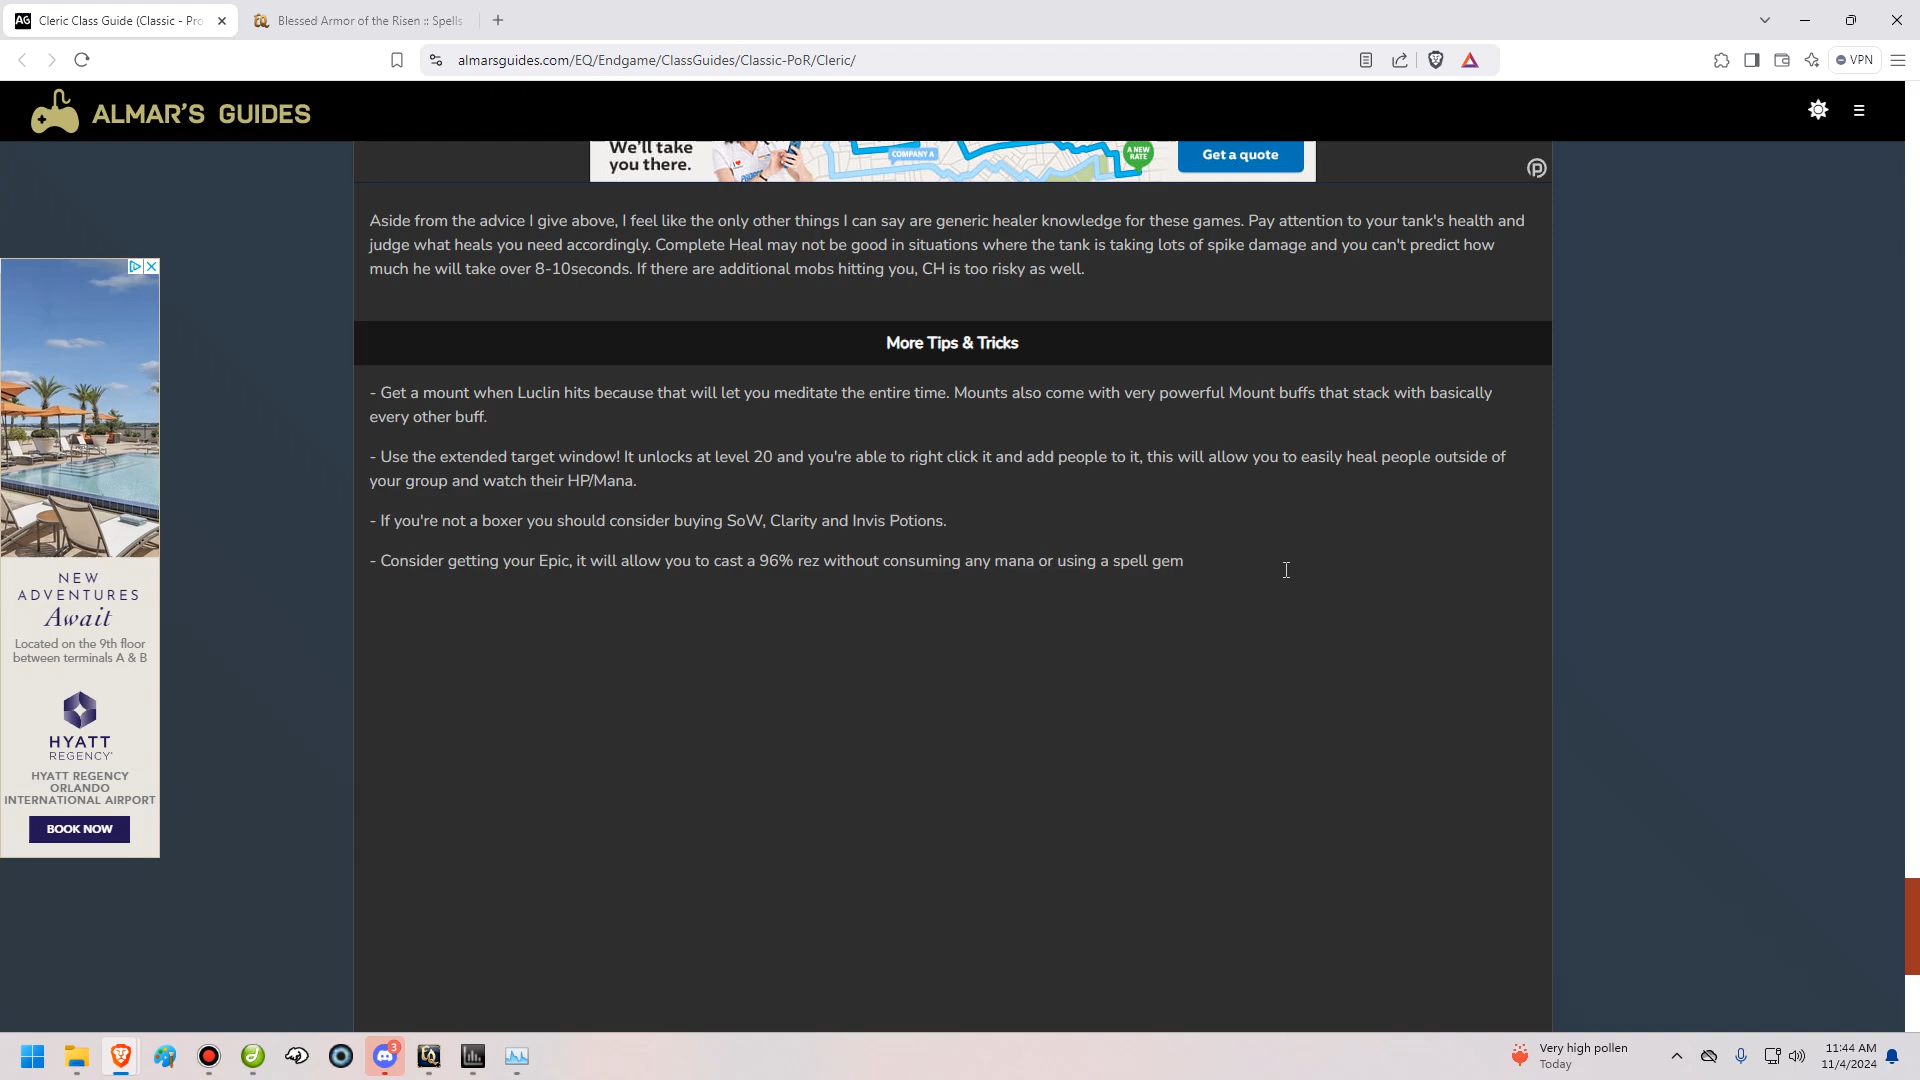 Cleric Class Guide (Classic - Pro
Blessed Armor of the Risen :: Spells
almarsguides.com/EQ/Endgame/ClassGuides/Classic-PoR/Cleric/
VPN
ALMAR'S GUIDES
We'll take
you there.
COMPANY A
A NEW
RATE
Get a quote
Aside from the advice I give above, I feel like the only other things I can say are generic healer knowledge for these games. Pay attention to your tank's health and
judge what heals you need accordingly. Complete Heal may not be good in situations where the tank is taking lots of spike damage and you can't predict how
much he will take over 8-10seconds. If there are additional mobs hitting you, CH is too risky as well.
More Tips & Tricks
- Get a mount when Luclin hits because that will let you meditate the entire time. Mounts also come with very powerful Mount buffs that stack with basically
every other buff.
- Use the extended target window! It unlocks at level 20 and you're able to right click it and add people to it, this will allow you to easily heal people outside of
your group and watch their HP/Mana.
- If you're not a boxer you should consider buying SoW, Clarity and Invis Potions.
- Consider getting your Epic, it will allow you to cast a 96% rez without consuming any mana or using a spell gem
NEW
ADVENTURES
Await
Located on the 9th floor
between terminals A & B
HYATT
REGENCY
HYATT REGENCY
ORLANDO
INTERNATIONAL AIRPORT
BOOK NOW
3
Very high pollen
Today
11:44 AM
11/4/2024